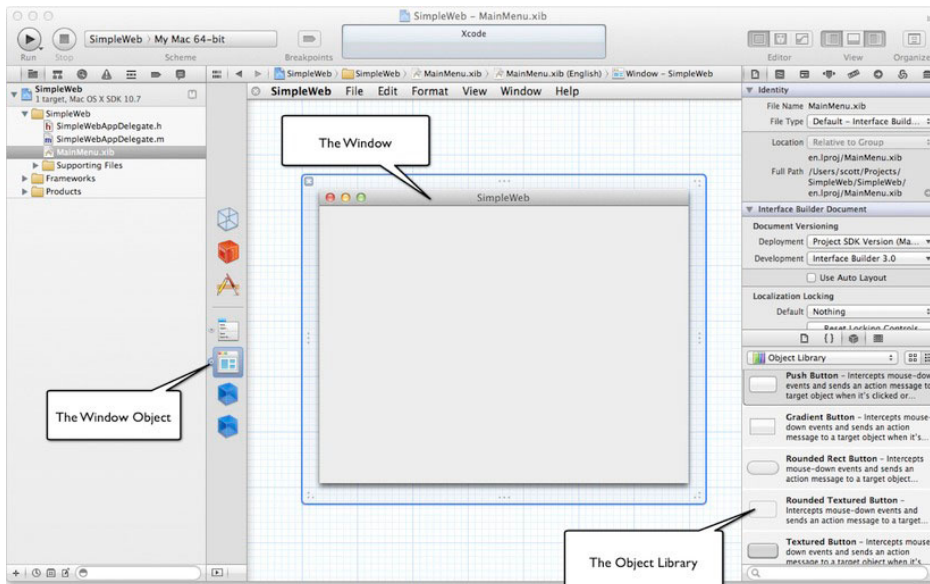 SimpleWeb – MainMenu.xib
SimpleWeb › My Mac 64-bit
Xcode
Run
Stop
Scheme
Breakpoints
Editor
View
SimpleWeb
1 target, Mac OS X SDK 10.7
SimpleWeb
SimpleWebAppDelegate.h
SimpleWebAppDelegate.m
MainMenu.xib
Supporting Files
Frameworks
Products
SimpleWeb › SimpleWeb › MainMenu.xib › MainMenu.xib (English) › Window – SimpleWeb
SimpleWeb File Edit Format View Window Help
The Window
SimpleWeb
The Window Object
The Object Library
Identity
File Name MainMenu.xib
File Type Default – Interface Build...
Location Relative to Group
en.lproj/MainMenu.xib
Full Path /Users/scott/Projects/
SimpleWeb/SimpleWeb/
en.lproj/MainMenu.xib
Interface Builder Document
Document Versioning
Deployment Project SDK Version (Ma...
Development Interface Builder 3.0
Use Auto Layout
Localization Locking
Default Nothing
Reset Locking Controls
Object Library
Push Button – Intercepts mouse-down
events and sends an action message to
target object when it's clicked or...
Gradient Button – Intercepts mouse-
down events and sends an action
message to a target object when it's...
Rounded Rect Button – Intercepts
mouse-down events and sends an
action message to a target object...
Rounded Textured Button –
Intercepts mouse-down events and
sends an action message to a target...
Textured Button – Intercepts mouse-
down events and sends an action
message to a target object when it's...